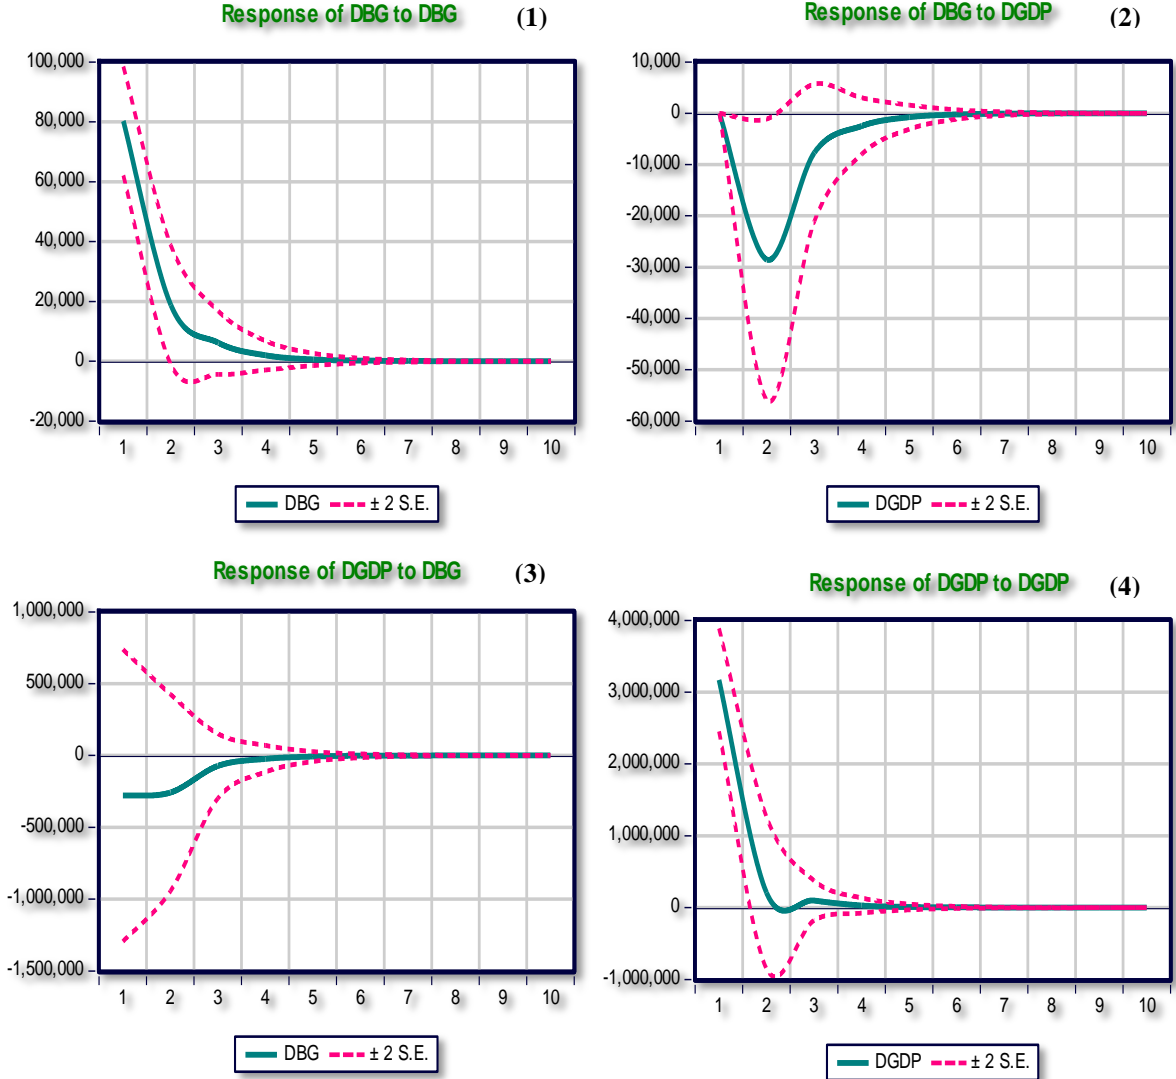 Response of DBG to DBG (1)
100,000
80,000
60,000
40,000
20,000
0
-20,000
1 2 3 4 5 6 7 8 9 10
DBG ± 2 S.E.
Response of DBG to DGDP (2)
10,000
0
-10,000
-20,000
-30,000
-40,000
-50,000
-60,000
1 2 3 4 5 6 7 8 9 10
DGDP ± 2 S.E.
Response of DGDP to DBG (3)
1,000,000
500,000
0
-500,000
-1,000,000
-1,500,000
1 2 3 4 5 6 7 8 9 10
DBG ± 2 S.E.
Response of DGDP to DGDP (4)
4,000,000
3,000,000
2,000,000
1,000,000
0
-1,000,000
1 2 3 4 5 6 7 8 9 10
DGDP ± 2 S.E.